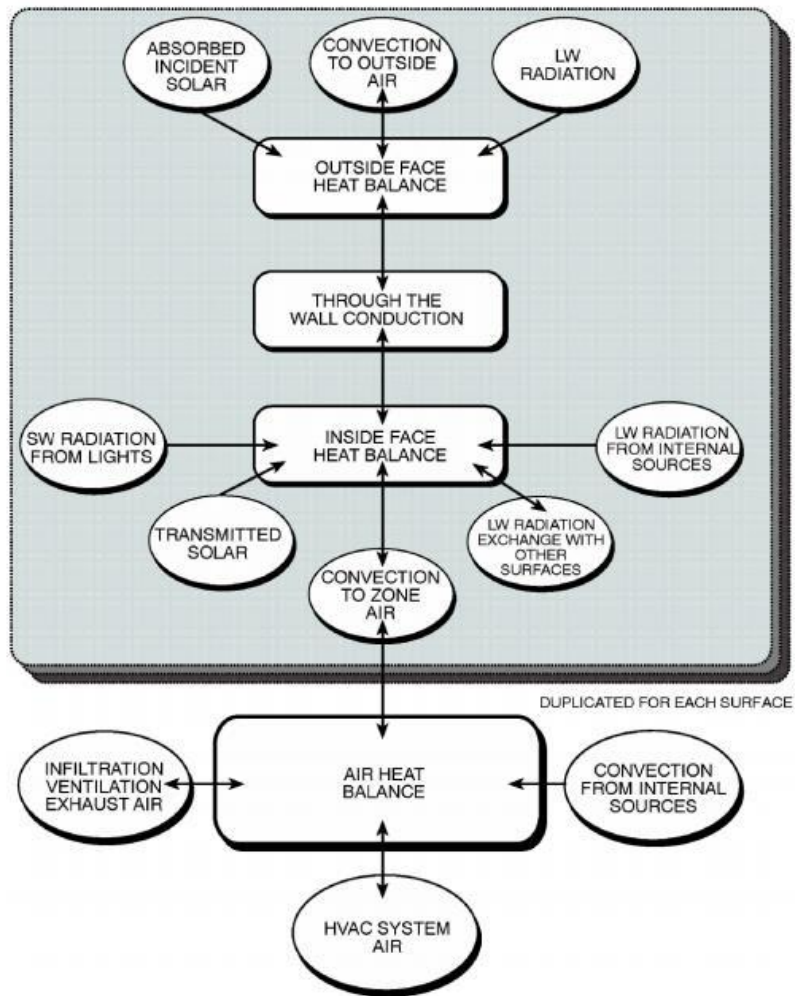 ABSORBED
INCIDENT
SOLAR
CONVECTION
TO OUTSIDE
AIR
LW
RADIATION
OUTSIDE FACE
HEAT BALANCE
THROUGH THE
WALL CONDUCTION
SW RADIATION
FROM LIGHTS
INSIDE FACE
HEAT BALANCE
LW RADIATION
FROM INTERNAL
SOURCES
TRANSMITTED
SOLAR
LW RADIATION
EXCHANGE WITH
OTHER
SURFACES
CONVECTION
TO ZONE
AIR
DUPLICATED FOR EACH SURFACE
INFILTRATION
VENTILATION
EXHAUST AIR
AIR HEAT
BALANCE
CONVECTION
FROM INTERNAL
SOURCES
HVAC SYSTEM
AIR